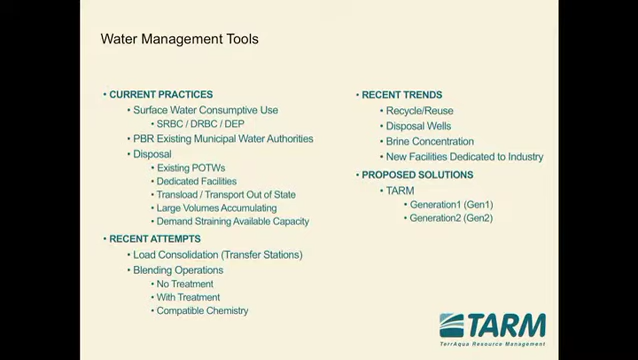 Water Management Tools
• CURRENT PRACTICES
• Surface Water Consumptive Use
• SRBC / DRBC / DEP
• PBR Existing Municipal Water Authorities
• Disposal
• Existing POTWs
• Dedicated Facilities
• Transload / Transport Out of State
• Large Volumes Accumulating
• Demand Straining Available Capacity
• RECENT ATTEMPTS
• Load Consolidation (Transfer Stations)
• Blending Operations
• No Treatment
• With Treatment
• Compatible Chemistry
• RECENT TRENDS
• Recycle/Reuse
• Disposal Wells
• Brine Concentration
• New Facilities Dedicated to Industry
• PROPOSED SOLUTIONS
• TARM
• Generation1 (Gen1)
• Generation2 (Gen2)
TARM
TerrAqua Resource Management